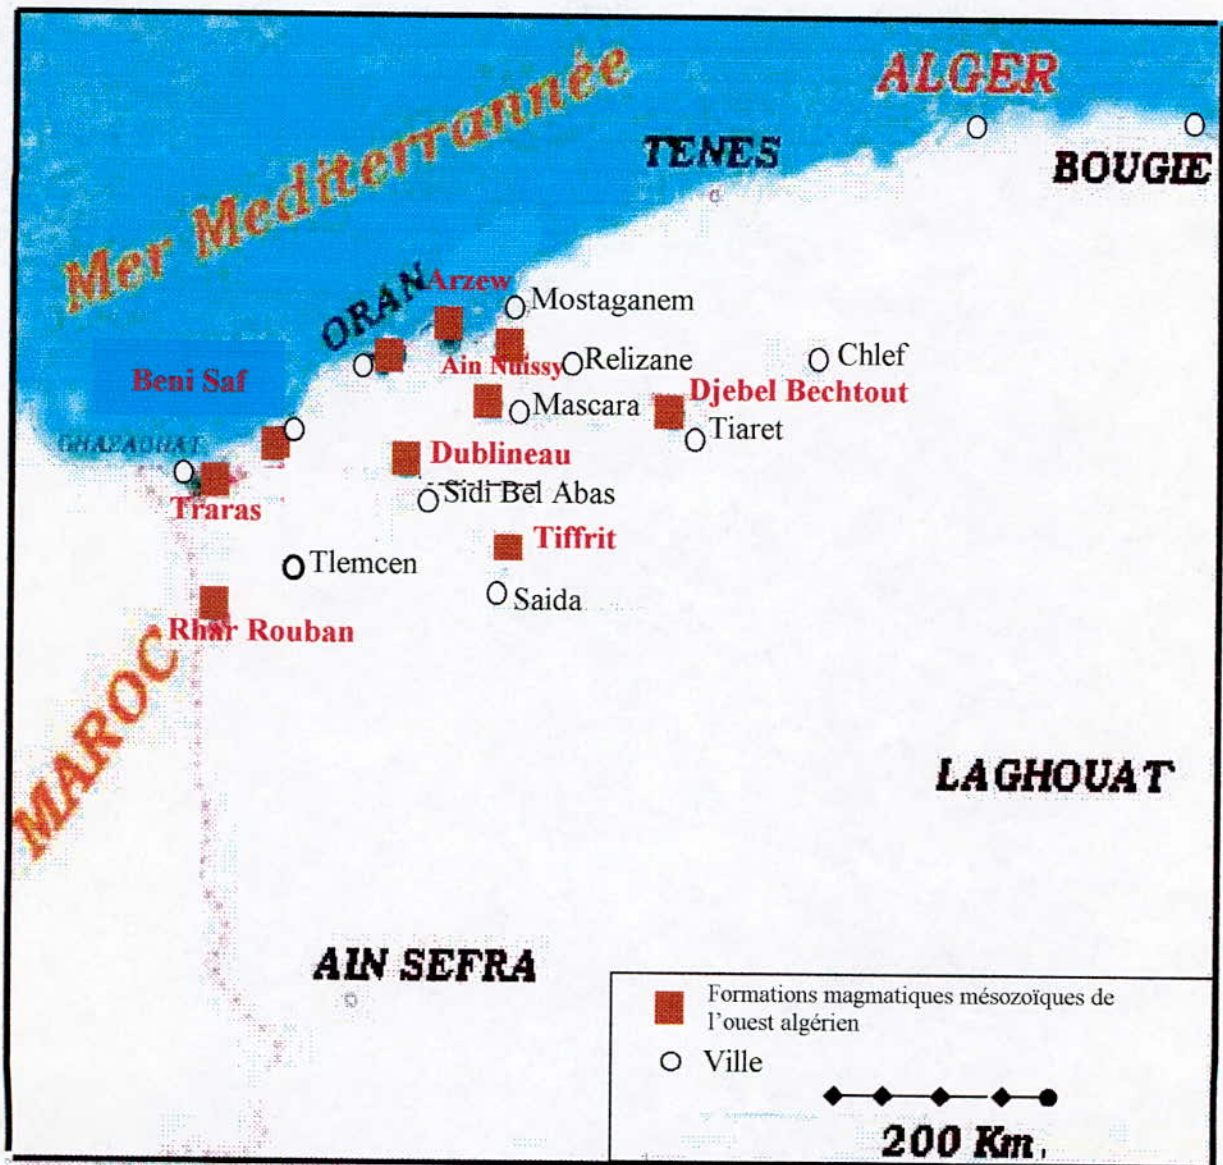 ALGER
Mer Mediterrannée
TENES
BOUGIE
ORAN
Arzew
Mostaganem
Ain Nuissy
Relizane
Chlef
Beni Saf
Djebel Bechtout
Mascara
Tiaret
GHAZAOUAT
Dublineau
Sidi Bel Abas
Traras
Tiffrit
Tlemcen
Saida
Rhar Rouban
MAROC
LAGHOUAT
AIN SEFRA
Formations magmatiques mésozoïques de
l'ouest algérien
Ville
200 Km